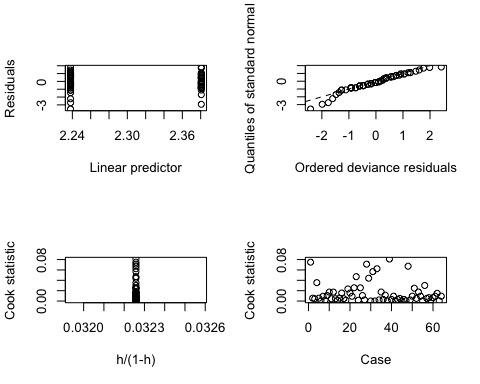 Residuals
0
-3
2.24 2.30 2.36
Linear predictor
Quantiles of standard normal
0
-3
-2 -1 0 1 2
Ordered deviance residuals
Cook statistic
0.08
0.00
0.0320 0.0323 0.0326
h/(1-h)
Cook statistic
0.08
0.00
0 20 40 60
Case